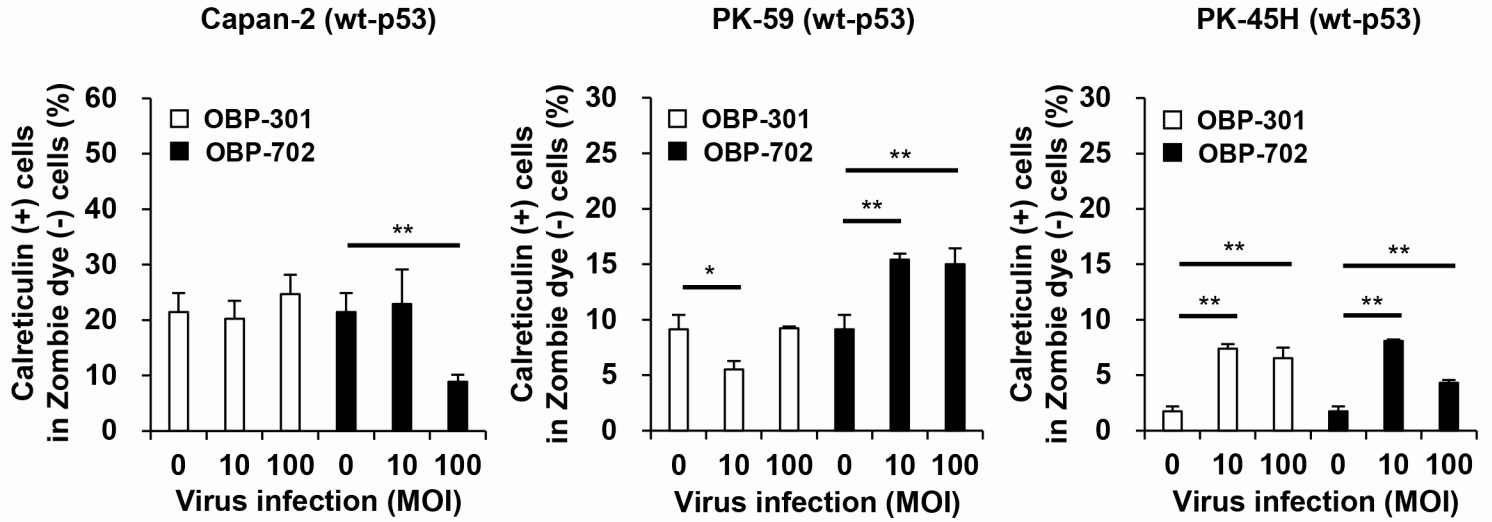 Capan-2 (wt-p53)
Calreticulin (+) cells
in Zombie dye (-) cells (%)
60
50
40
30
20
10
0
OBP-301
OBP-702
**
0 10 100 0 10 100
Virus infection (MOI)
PK-59 (wt-p53)
Calreticulin (+) cells
in Zombie dye (-) cells (%)
30
25
20
15
10
5
0
OBP-301
OBP-702
**
**
*
0 10 100 0 10 100
Virus infection (MOI)
PK-45H (wt-p53)
Calreticulin (+) cells
in Zombie dye (-) cells (%)
30
25
20
15
10
5
0
OBP-301
OBP-702
** **
** **
0 10 100 0 10 100
Virus infection (MOI)